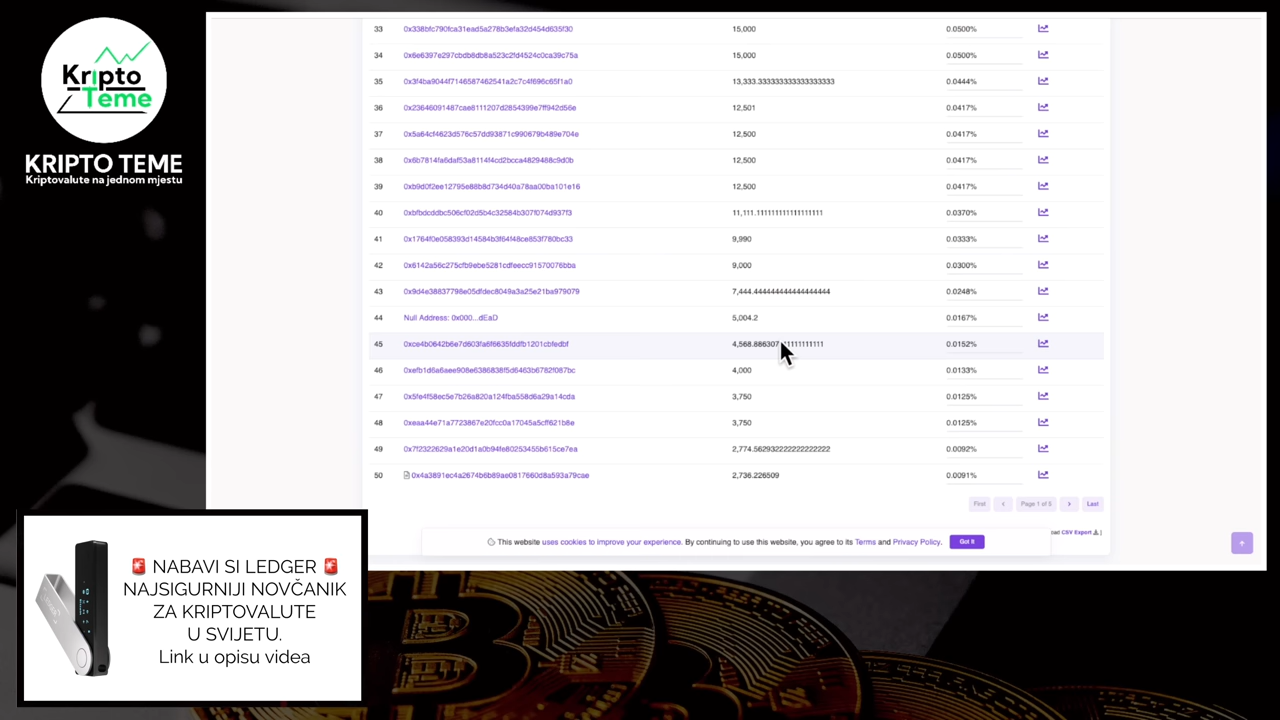 Kripto
Teme
KRIPTO TEME
Kriptovalute na jednom mjestu
33 0x338bfc790fca31ead5a278b3efa32d454d635f30 15,000 0.0500%
34 0x6e6397e297cbdb8db8a523c2fd4524c0ca39c75a 15,000 0.0500%
35 0x3f4ba9044f7146587462541a2c7c4f696c65f1a0 13,333.333333333333333333 0.0444%
36 0x23646091487cae8111207d2854399e7ff942d56e 12,501 0.0417%
37 0x5a64cf4623d576c57dd93871c990679b489e704e 12,500 0.0417%
38 0x6b7814fa6daf53a8114f4cd2bcca4829488c9d0b 12,500 0.0417%
39 0xb9d0f2ee12795e88b8d734d40a78aa00ba101e16 12,500 0.0417%
40 0xbfbdcddbc506cf02d5b4c32584b307f074d937f3 11,111.111111111111111111 0.0370%
41 0x1764f0e058393d14584b3f64f48ce853f780bc33 9,990 0.0333%
42 0x6142a56c275cfb9ebe5281cdfeecc91570076bba 9,000 0.0300%
43 0x9d4e38837798e05dfdec8049a3a25e21ba979079 7,444.444444444444444444 0.0248%
44 Null Address: 0x000...dEaD 5,004.2 0.0167%
45 0xce4b0642b6e7d603fa6f6635fddfb1201cbfedbf 0.0152%
46 0xefb1d6a6aee908e6386838f5d6463b6782f087bc 4,000 0.0133%
47 0x5fe4f58ec5e7b26a820a124fba558d6a29a14cda 3,750 0.0125%
48 0xeaa44e71a7723867e20fcc0a17045a5cff621b8e 3,750 0.0125%
49 0x7f2322629a1e20d1a0b94fe80253455b615ce7ea 2,774.562932222222222222 0.0092%
50 0x4a3891ec4a2674b6b89ae0817660d8a593a79cae 2,736.226509 0.0091%
First Page 1 of 5 Last
CSV Export
This website uses cookies to improve your experience. By continuing to use this website, you agree to its Terms and Privacy Policy. Got it
NABAVI SI LEDGER
NAJSIGURNIJI NOVČANIK
ZA KRIPTOVALUTE
U SVIJETU.
Link u opisu videa